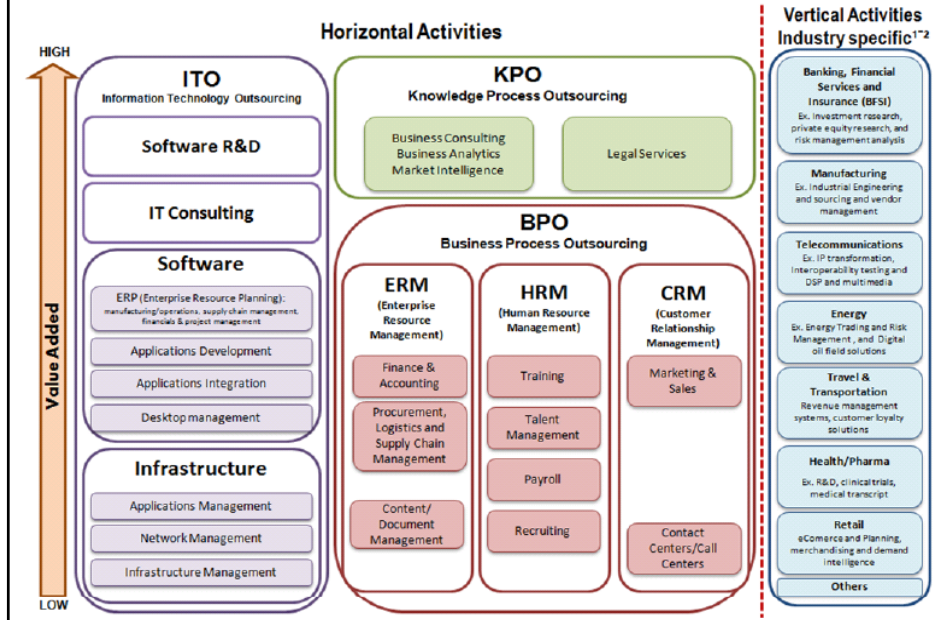 Horizontal Activities
Vertical Activities
Industry specific¹⁻²
HIGH
Value Added
LOW
ITO
Information Technology Outsourcing
Software R&D
IT Consulting
Software
ERP (Enterprise Resource Planning):
manufacturing/operations, supply chain management,
financials & project management
Applications Development
Applications Integration
Desktop management
Infrastructure
Applications Management
Network Management
Infrastructure Management
KPO
Knowledge Process Outsourcing
Business Consulting
Business Analytics
Market Intelligence
Legal Services
BPO
Business Process Outsourcing
ERM
(Enterprise
Resource
Management)
Finance &
Accounting
Procurement,
Logistics and
Supply Chain
Management
Content/
Document
Management
HRM
(Human Resource
Management)
Training
Talent
Management
Payroll
Recruiting
CRM
(Customer
Relationship
Management)
Marketing &
Sales
Contact
Centers/Call
Centers
Banking, Financial
Services and
Insurance (BFSI)
Ex. Investment research,
private equity research, and
risk management analysis
Manufacturing
Ex. Industrial Engineering
and sourcing and vendor
management
Telecommunications
Ex. IP transformation,
Interoperability testing and
DSP and multimedia
Energy
Ex. Energy Trading and Risk
Management , and Digital
oil field solutions
Travel &
Transportation
Revenue management
systems, customer loyalty
solutions
Health/Pharma
Ex. R&D, clinical trials,
medical transcript
Retail
eComerce and Planning,
merchandising and demand
intelligence
Others